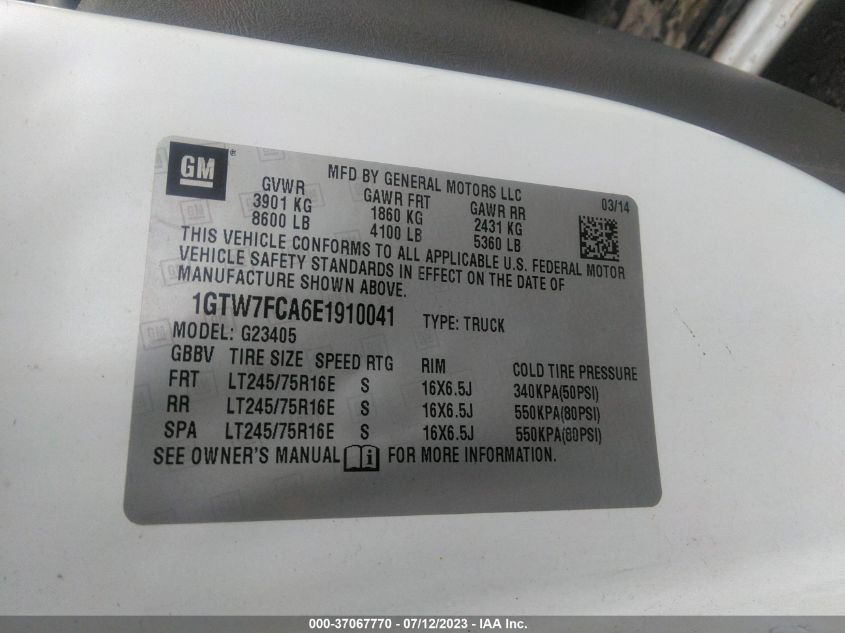 GM ®
MFD BY GENERAL MOTORS LLC
03/14
GVWR GAWR FRT GAWR RR
3901 KG 1860 KG 2431 KG
8600 LB 4100 LB 5360 LB
THIS VEHICLE CONFORMS TO ALL APPLICABLE U.S. FEDERAL MOTOR
VEHICLE SAFETY STANDARDS IN EFFECT ON THE DATE OF
MANUFACTURE SHOWN ABOVE.
1GTW7FCA6E1910041 TYPE: TRUCK
MODEL: G23405
GBBV TIRE SIZE SPEED RTG RIM COLD TIRE PRESSURE
FRT LT245/75R16E S 16X6.5J 340KPA(50PSI)
RR LT245/75R16E S 16X6.5J 550KPA(80PSI)
SPA LT245/75R16E S 16X6.5J 550KPA(80PSI)
SEE OWNER'S MANUAL i FOR MORE INFORMATION.
000-37067770 - 07/12/2023 - IAA Inc.